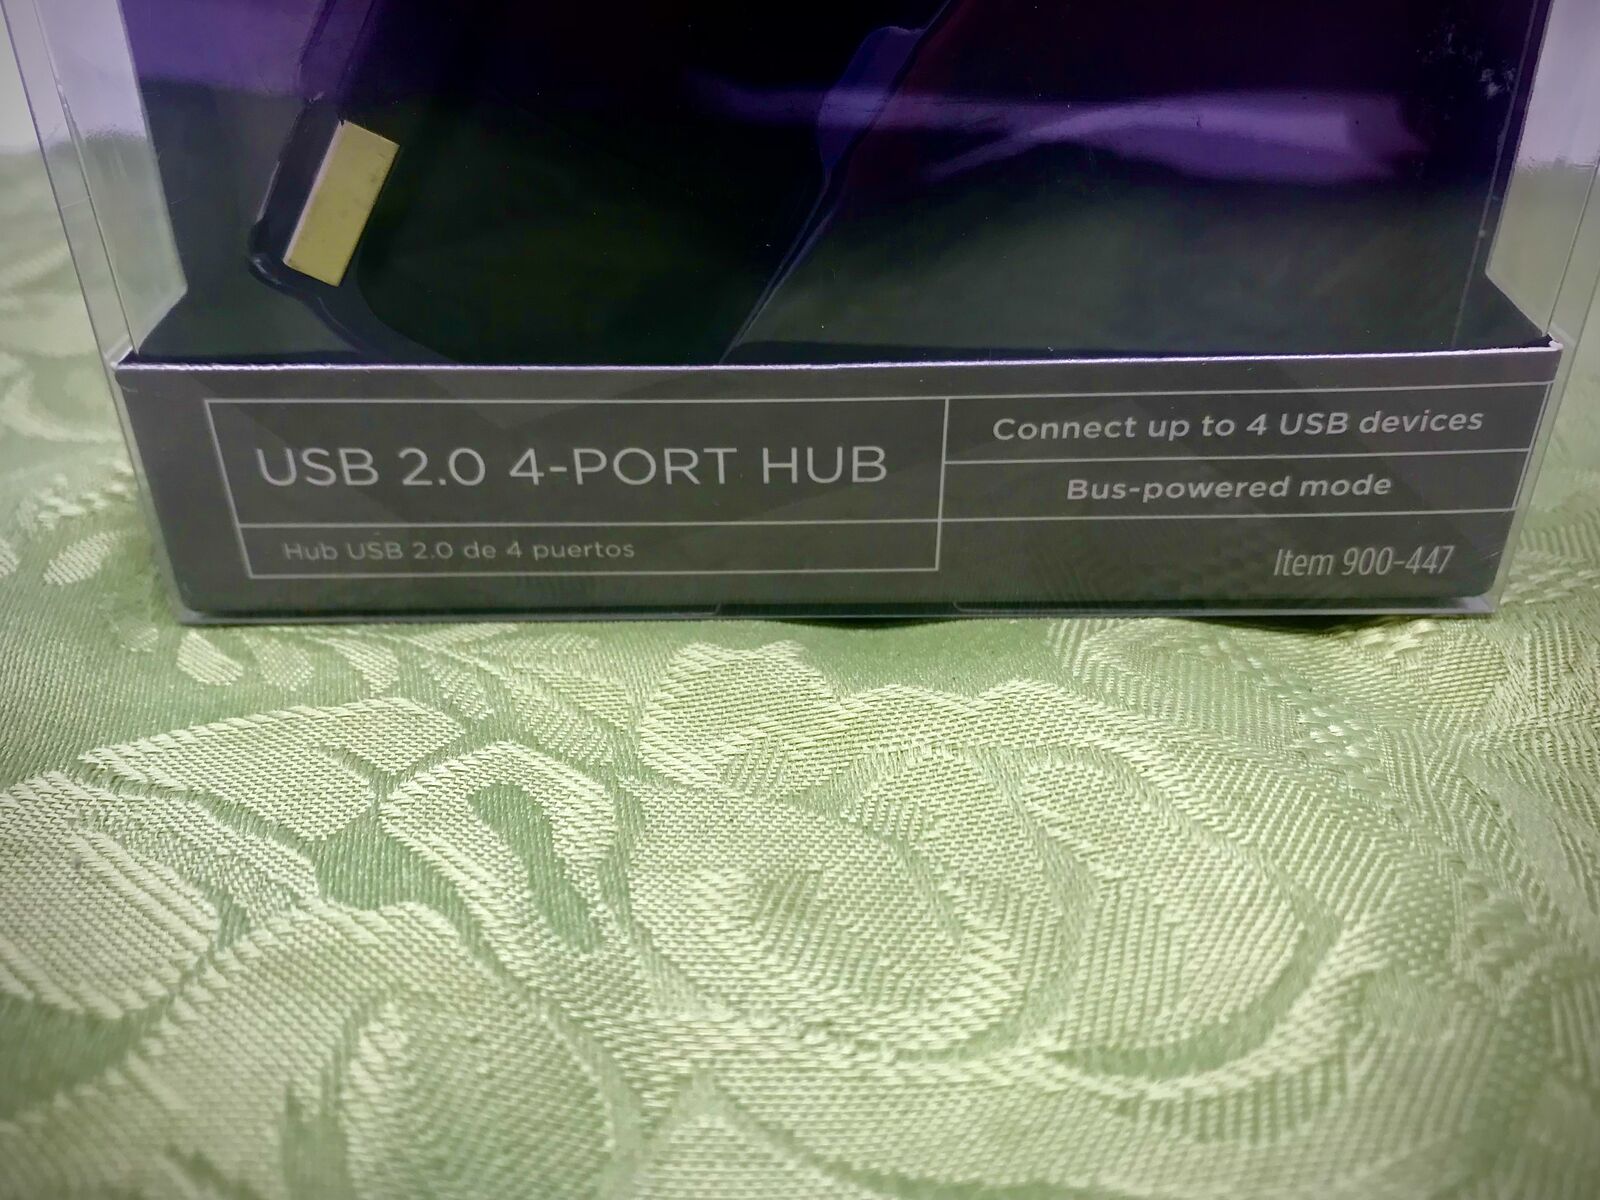 USB 2.0 4-PORT HUB
Hub USB 2.0 de 4 puertos
Connect up to 4 USB devices
Bus-powered mode
Item 900-447